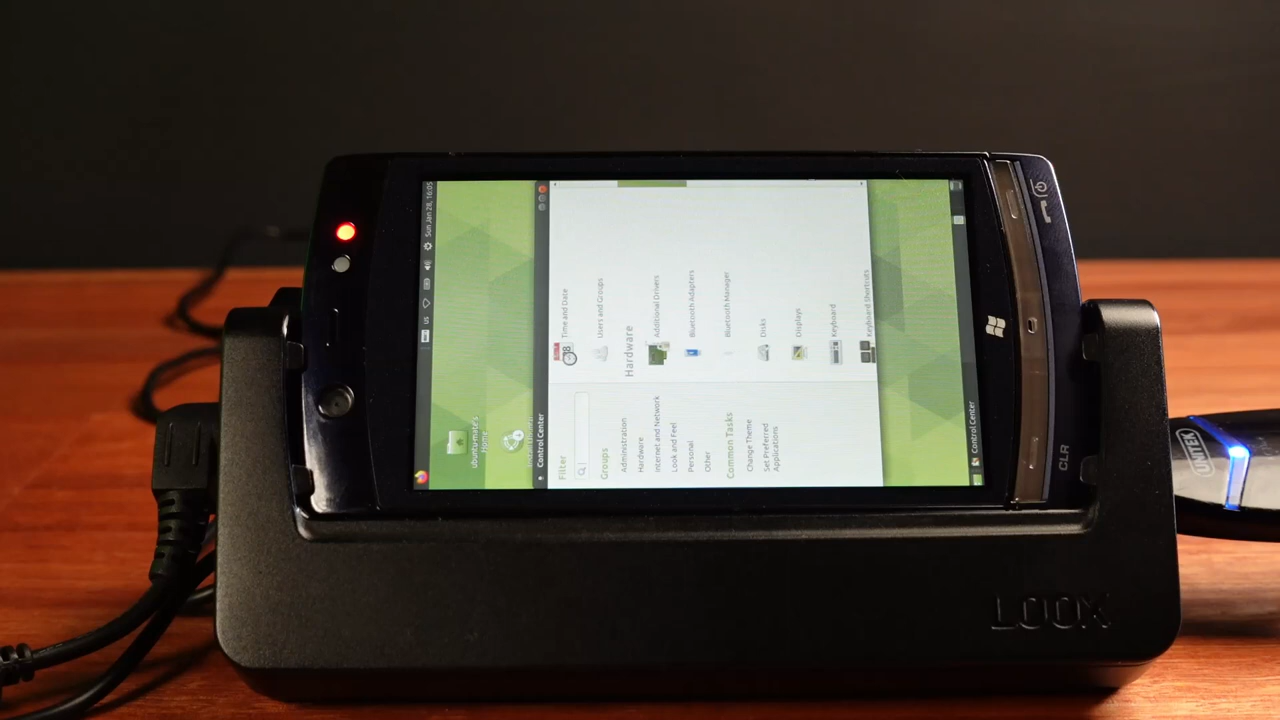 US
Sun Jan 28, 16:05
ubuntu-mate's
Home
Control Center
Filter
Groups
Administration
Hardware
Internet and Network
Look and Feel
Personal
Other
Common Tasks
Change Theme
Set Preferred
Applications
Time and Date
Users and Groups
Hardware
Additional Drivers
Bluetooth Adapters
Bluetooth Manager
Disks
Displays
Keyboard
Keyboard Shortcuts
Control Center
CLR
UNITEK
LOOX